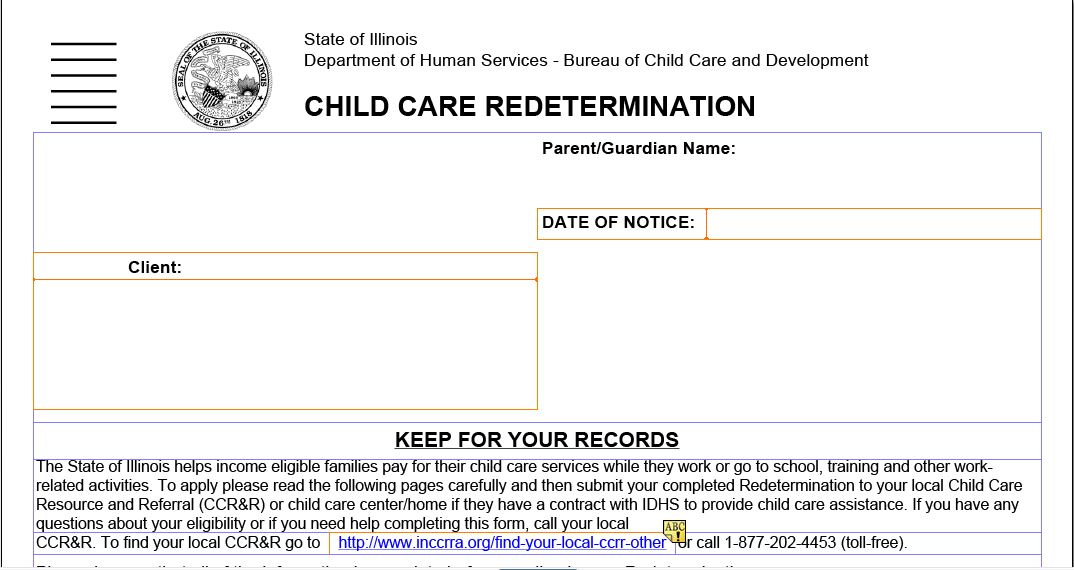 SEAL OF THE STATE OF ILLINOIS
AUG. 26TH 1818
State of Illinois
Department of Human Services - Bureau of Child Care and Development
CHILD CARE REDETERMINATION
Parent/Guardian Name:
DATE OF NOTICE:
Client:
KEEP FOR YOUR RECORDS
The State of Illinois helps income eligible families pay for their child care services while they work or go to school, training and other work-
related activities. To apply please read the following pages carefully and then submit your completed Redetermination to your local Child Care
Resource and Referral (CCR&R) or child care center/home if they have a contract with IDHS to provide child care assistance. If you have any
questions about your eligibility or if you need help completing this form, call your local
ABC
CCR&R. To find your local CCR&R go to http://www.inccrra.org/find-your-local-ccrr-other or call 1-877-202-4453 (toll-free).